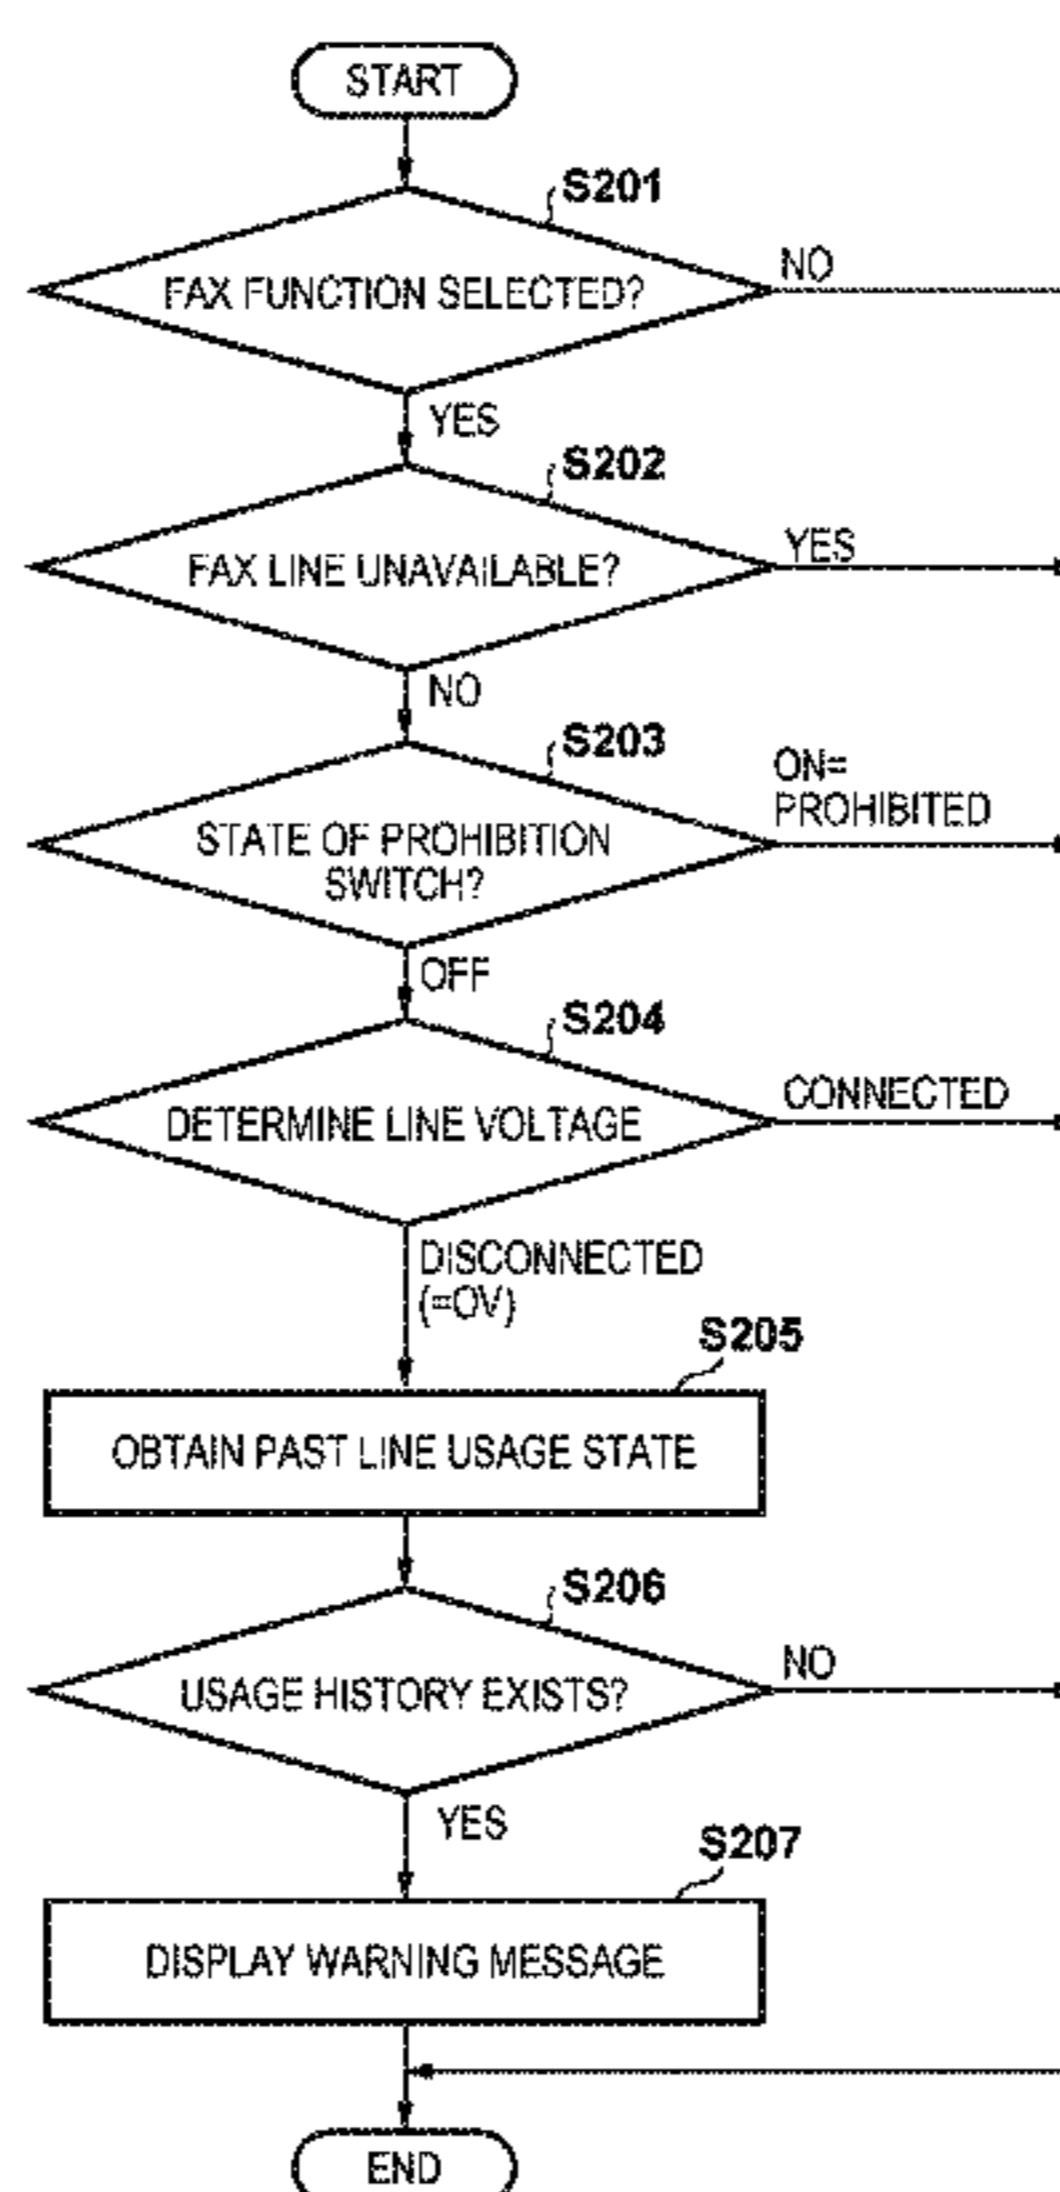 START
S201
FAX FUNCTION SELECTED?
NO
YES
S202
FAX LINE UNAVAILABLE?
YES
NO
S203
STATE OF PROHIBITION
SWITCH?
ON=
PROHIBITED
OFF
S204
DETERMINE LINE VOLTAGE
CONNECTED
DISCONNECTED
(=OV)
S205
OBTAIN PAST LINE USAGE STATE
S206
USAGE HISTORY EXISTS?
NO
YES
S207
DISPLAY WARNING MESSAGE
END